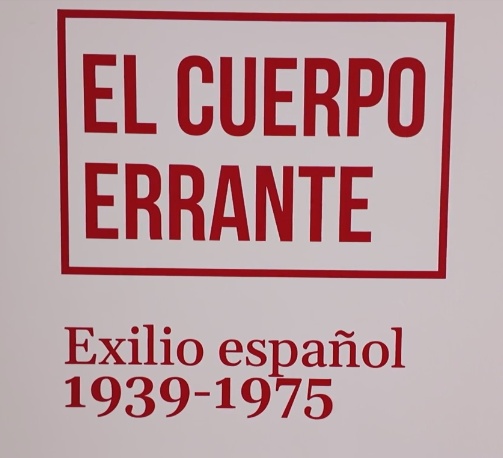 EL CUERPO
ERRANTE
Exilio español
1939-1975